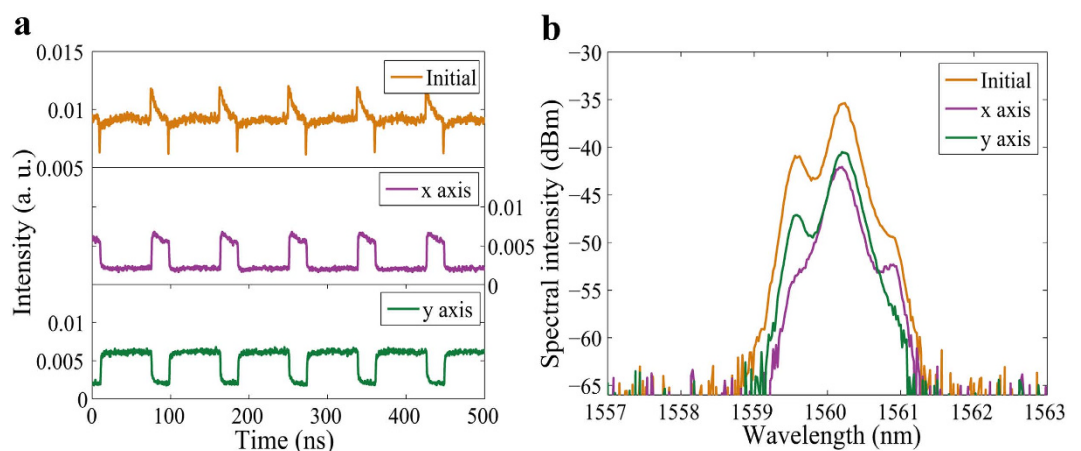 a
Intensity (a. u.)
0.015
0.01
0.005
Initial
x axis
0.01
0.005
0
y axis
0.01
0.005
0
0 100 200 300 400 500
Time (ns)
b
Spectral intensity (dBm)
−30
−35
−40
−45
−50
−55
−60
−65
Initial
x axis
y axis
1557 1558 1559 1560 1561 1562 1563
Wavelength (nm)